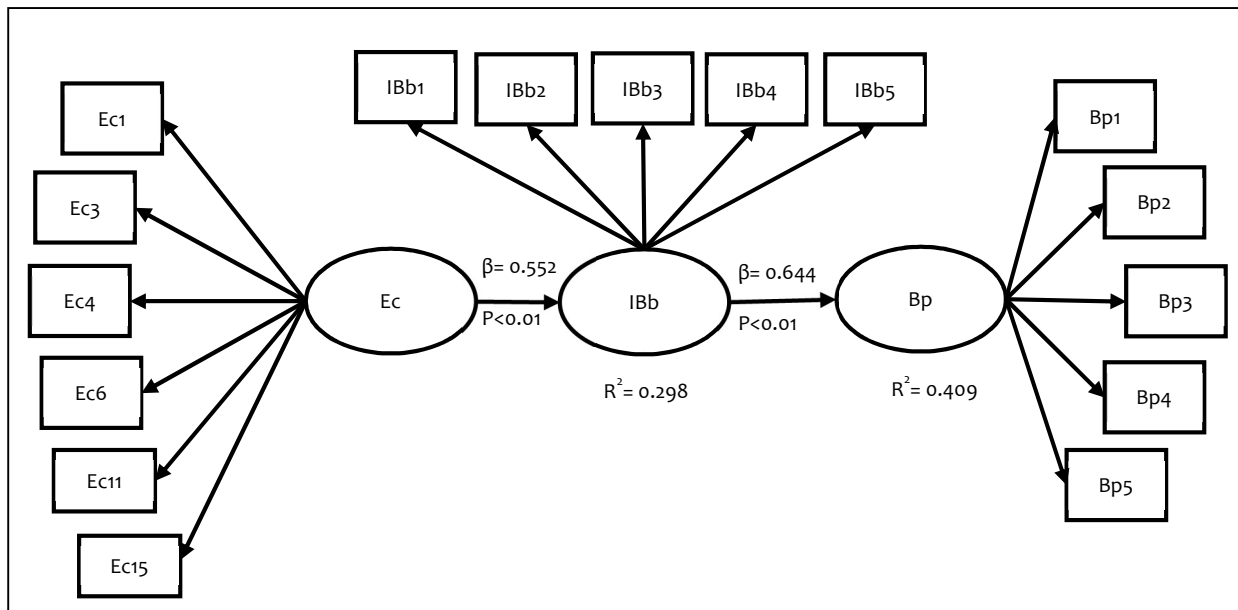 IBb1
IBb2
IBb3
IBb4
IBb5
Ec1
Ec3
Ec4
Ec6
Ec11
Ec15
Ec
β= 0.552
P<0.01
IBb
R²= 0.298
β= 0.644
P<0.01
Bp
R²= 0.409
Bp1
Bp2
Bp3
Bp4
Bp5